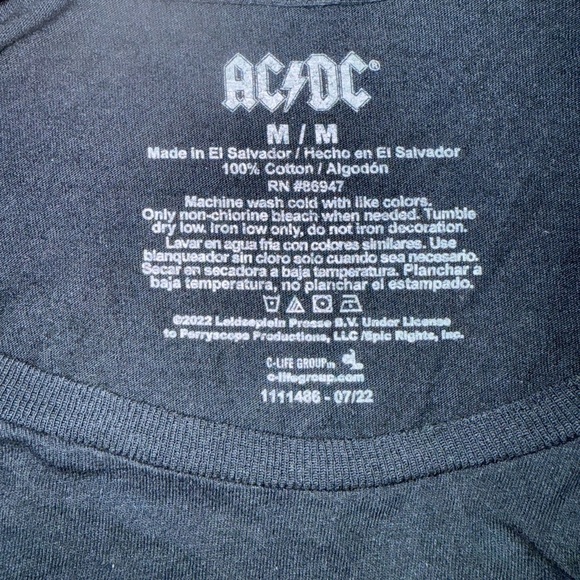 AC⚡DC®
M / M
Made in El Salvador / Hecho en El Salvador
100% Cotton / Algodón
RN #86947
Machine wash cold with like colors.
Only non-chlorine bleach when needed. Tumble
dry low. Iron low only, do not iron decoration.
Lavar en agua fria con colores similares. Use
blanqueador sin cloro solo cuando sea necesario.
Secar en secadora a baja temperatura. Planchar a
baja temperatura, no planchar el estampado.
©2022 Leidseplein Presse B.V. Under License
to Perryscope Productions, LLC /Epic Rights, Inc.
C-LIFE GROUP
c-lifegroup.com
1111486 - 07/22